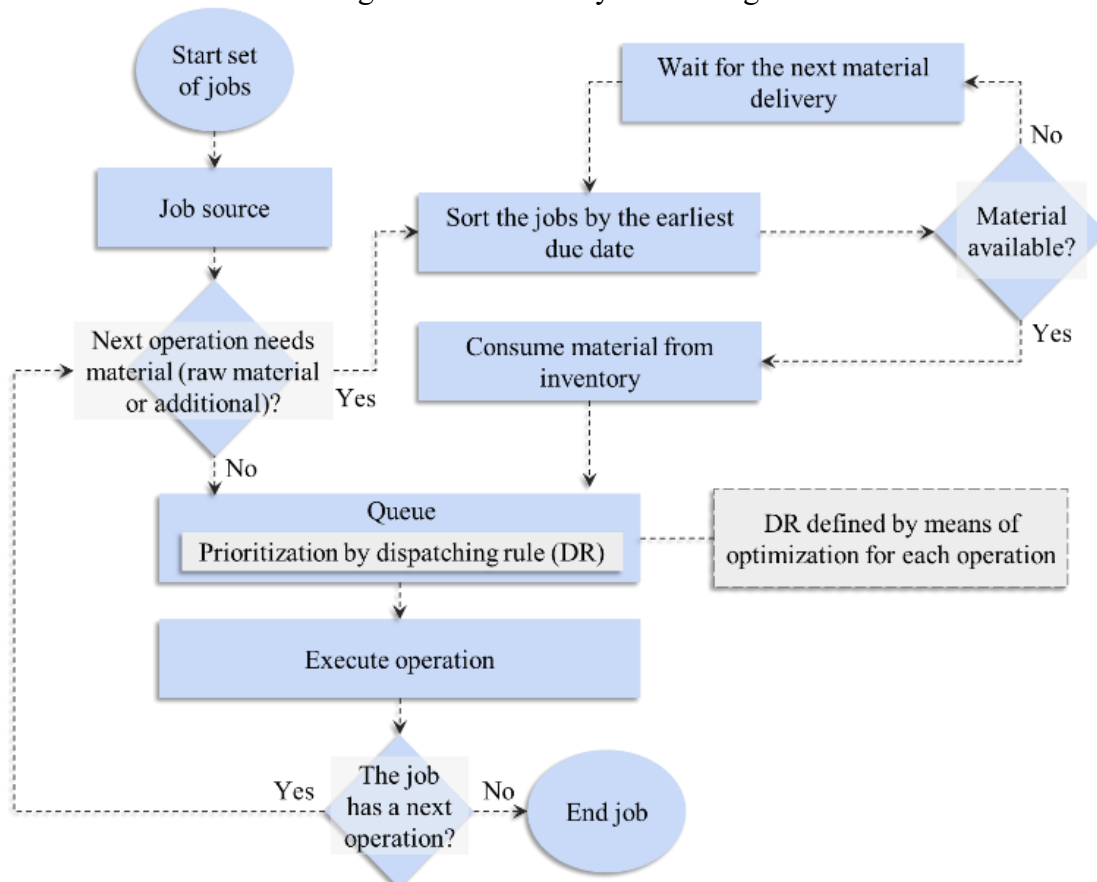 Start set
of jobs
Wait for the next material
delivery
No
Job source
Sort the jobs by the earliest
due date
Material
available?
Next operation needs
material (raw material
or additional)?
Yes
Yes
Consume material from
inventory
No
Queue
Prioritization by dispatching rule (DR)
DR defined by means of
optimization for each operation
Execute operation
Yes
The job
has a next
operation?
No
End job